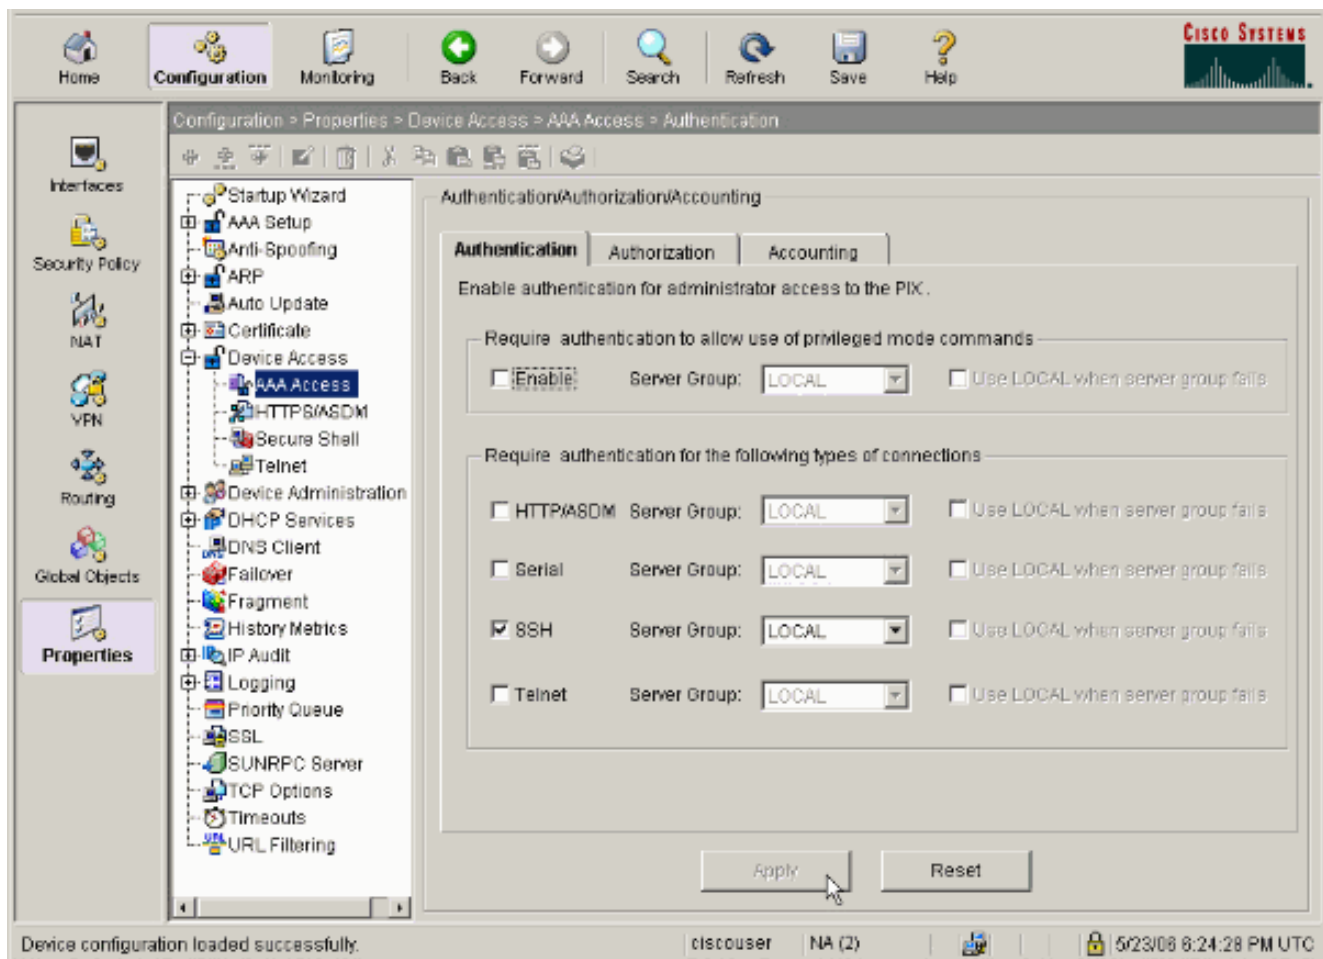 CISCO SYSTEMS
Home Configuration Monitoring Back Forward Search Refresh Save Help
Configuration > Properties > Device Access > AAA Access > Authentication
Interfaces
Security Policy
NAT
VPN
Routing
Global Objects
Properties
Startup Wizard
AAA Setup
Anti-Spoofing
ARP
Auto Update
Certificate
Device Access
AAA Access
HTTPS/ASDM
Secure Shell
Telnet
Device Administration
DHCP Services
DNS Client
Failover
Fragment
History Metrics
IP Audit
Logging
Priority Queue
SSL
SUNRPC Server
TCP Options
Timeouts
URL Filtering
Authentication/Authorization/Accounting
Authentication Authorization Accounting
Enable authentication for administrator access to the PIX.
Require authentication to allow use of privileged mode commands
Enable Server Group: LOCAL Use LOCAL when server group fails
Require authentication for the following types of connections
HTTP/ASDM Server Group: LOCAL Use LOCAL when server group fails
Serial Server Group: LOCAL Use LOCAL when server group fails
SSH Server Group: LOCAL Use LOCAL when server group fails
Telnet Server Group: LOCAL Use LOCAL when server group fails
Apply Reset
Device configuration loaded successfully. ciscouser NA (2) 5/23/06 6:24:28 PM UTC